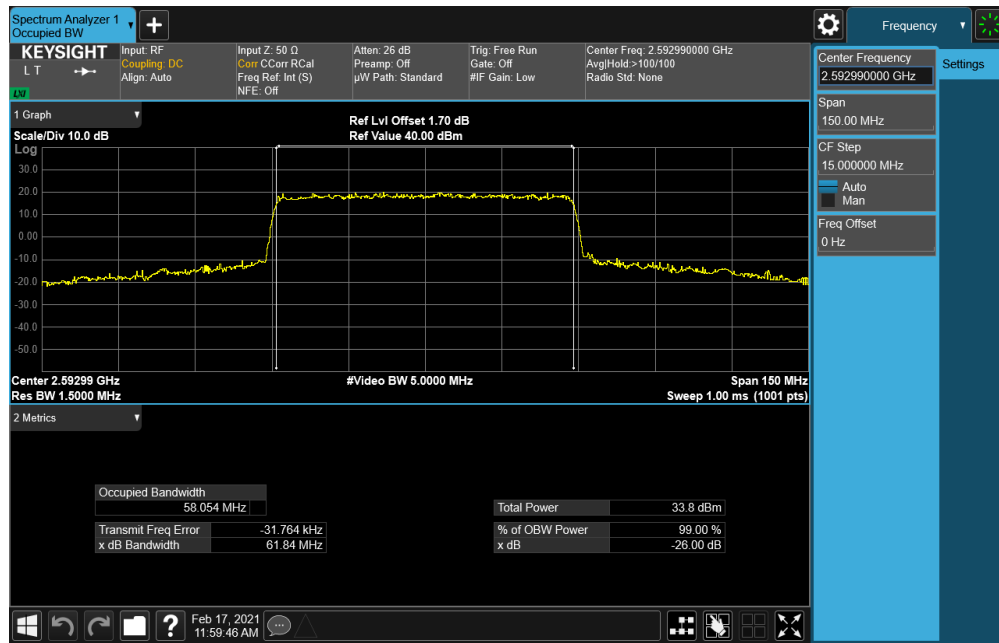 Spectrum Analyzer 1
Occupied BW
+
Frequency
KEYSIGHT
L T
LXI
Input: RF
Coupling: DC
Align: Auto
Input Z: 50 Ω
Corr CCorr RCal
Freq Ref: Int (S)
NFE: Off
Atten: 26 dB
Preamp: Off
µW Path: Standard
Trig: Free Run
Gate: Off
#IF Gain: Low
Center Freq: 2.592990000 GHz
Avg|Hold:>100/100
Radio Std: None
Center Frequency
2.592990000 GHz
Settings
Span
150.00 MHz
CF Step
15.000000 MHz
Auto
Man
Freq Offset
0 Hz
1 Graph
Scale/Div 10.0 dB
Ref Lvl Offset 1.70 dB
Ref Value 40.00 dBm
Log
30.0
20.0
10.0
0.00
-10.0
-20.0
-30.0
-40.0
-50.0
Center 2.59299 GHz
#Video BW 5.0000 MHz
Span 150 MHz
Res BW 1.5000 MHz
Sweep 1.00 ms (1001 pts)
2 Metrics
Occupied Bandwidth
58.054 MHz
Total Power 33.8 dBm
Transmit Freq Error -31.764 kHz
% of OBW Power 99.00 %
x dB Bandwidth 61.84 MHz
x dB -26.00 dB
?
Feb 17, 2021
11:59:46 AM